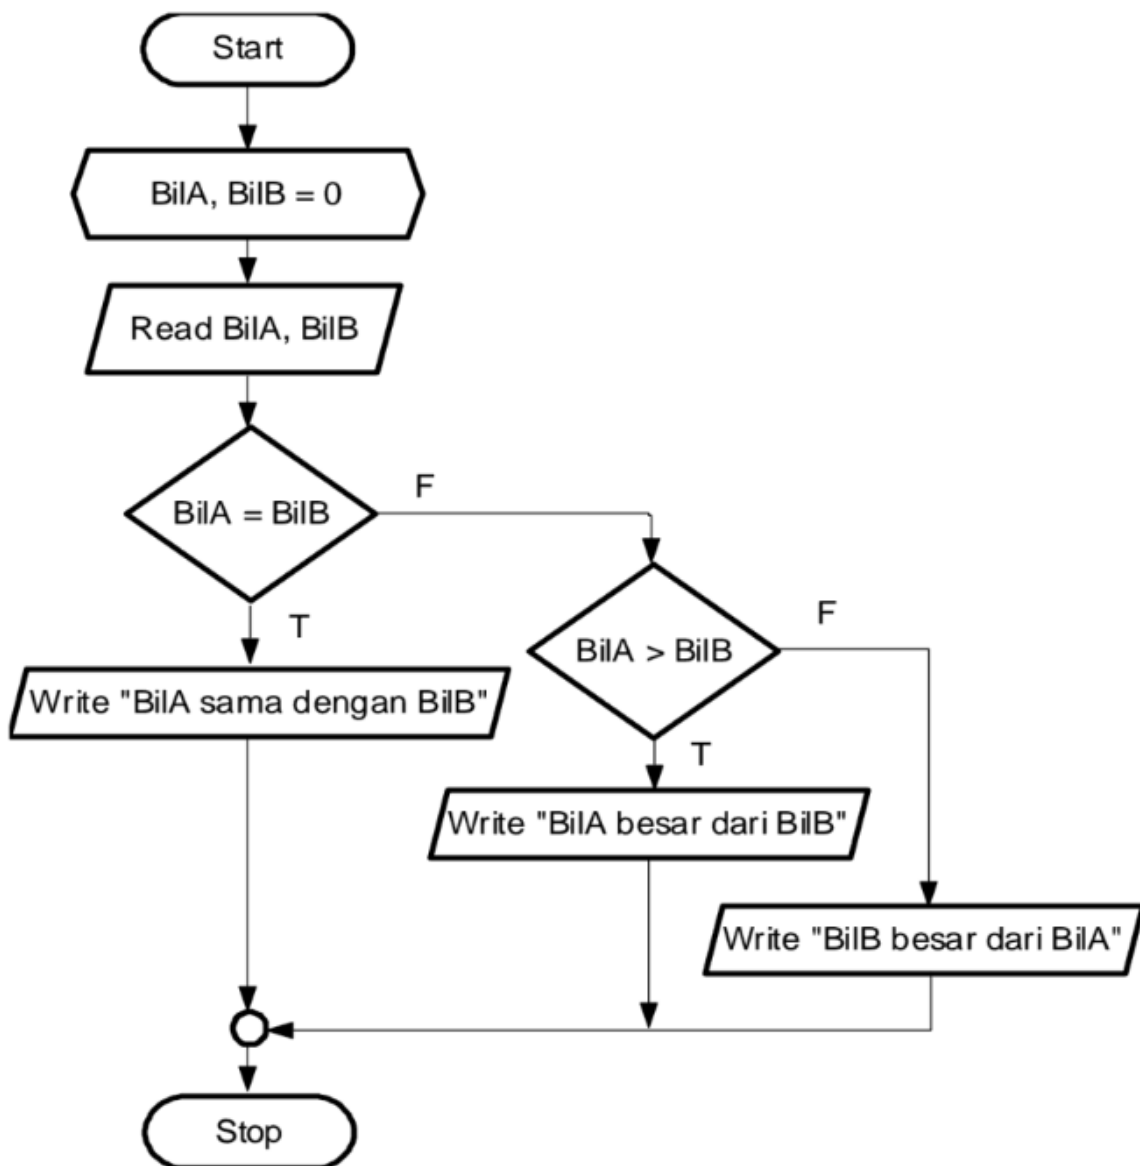 Start
BilA, BilB = 0
Read BilA, BilB
BilA = BilB
F
T
Write "BilA sama dengan BilB"
BilA > BilB
F
T
Write "BilA besar dari BilB"
Write "BilB besar dari BilA"
Stop